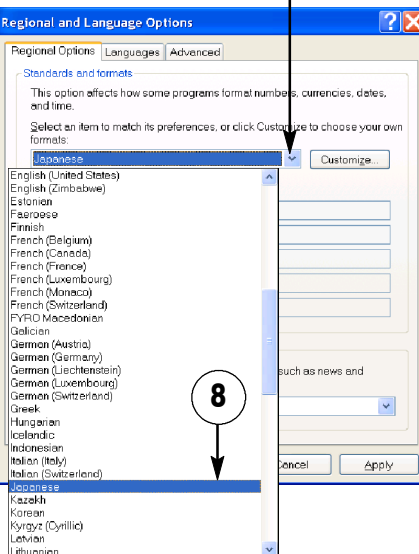 Regional and Language Options
Regional Options Languages Advanced
Standards and formats
This option affects how some programs format numbers, currencies, dates,
and time.
Select an item to match its preferences, or click Customize to choose your own
formats:
Japanese Customize...
English (United States)
English (Zimbabwe)
Estonian
Faeroese
Finnish
French (Belgium)
French (Canada)
French (France)
French (Luxembourg)
French (Monaco)
French (Switzerland)
FYRO Macedonian
Galician
German (Austria)
German (Germany)
German (Liechtenstein)
such as news and
German (Luxembourg)
German (Switzerland)
8
Greek
Hungarian
Icelandic
Indonesian
Italian (Italy)
Cancel Apply
Italian (Switzerland)
Japanese
Kazakh
Korean
Kyrgyz (Cyrillic)
Latvian
Lithuanian